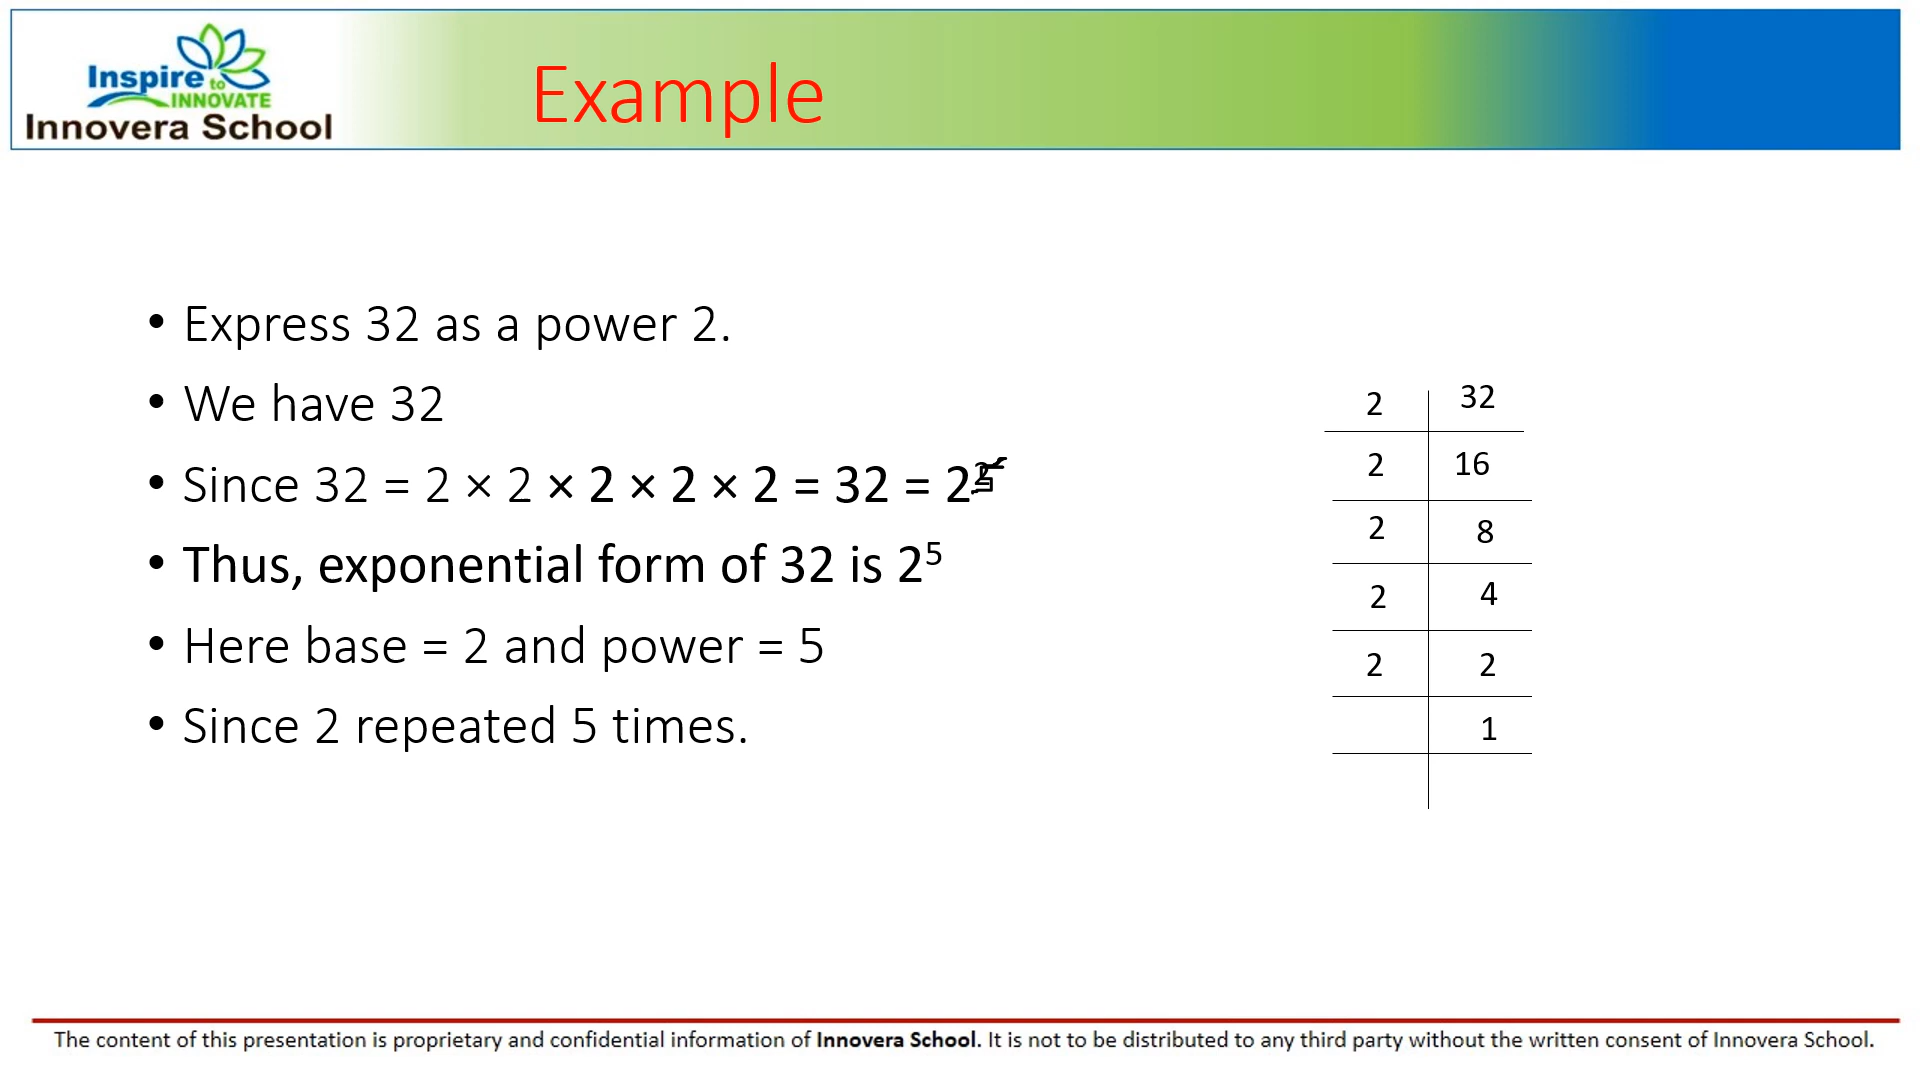 Inspire to INNOVATE
Innovera School
Example
• Express 32 as a power 2.
• We have 32
• Since 32 = 2 × 2 × 2 × 2 × 2 = 32 = 2⁵
• Thus, exponential form of 32 is 2⁵
• Here base = 2 and power = 5
• Since 2 repeated 5 times.
2 32
2 16
2 8
2 4
2 2
1
The content of this presentation is proprietary and confidential information of Innovera School. It is not to be distributed to any third party without the written consent of Innovera School.